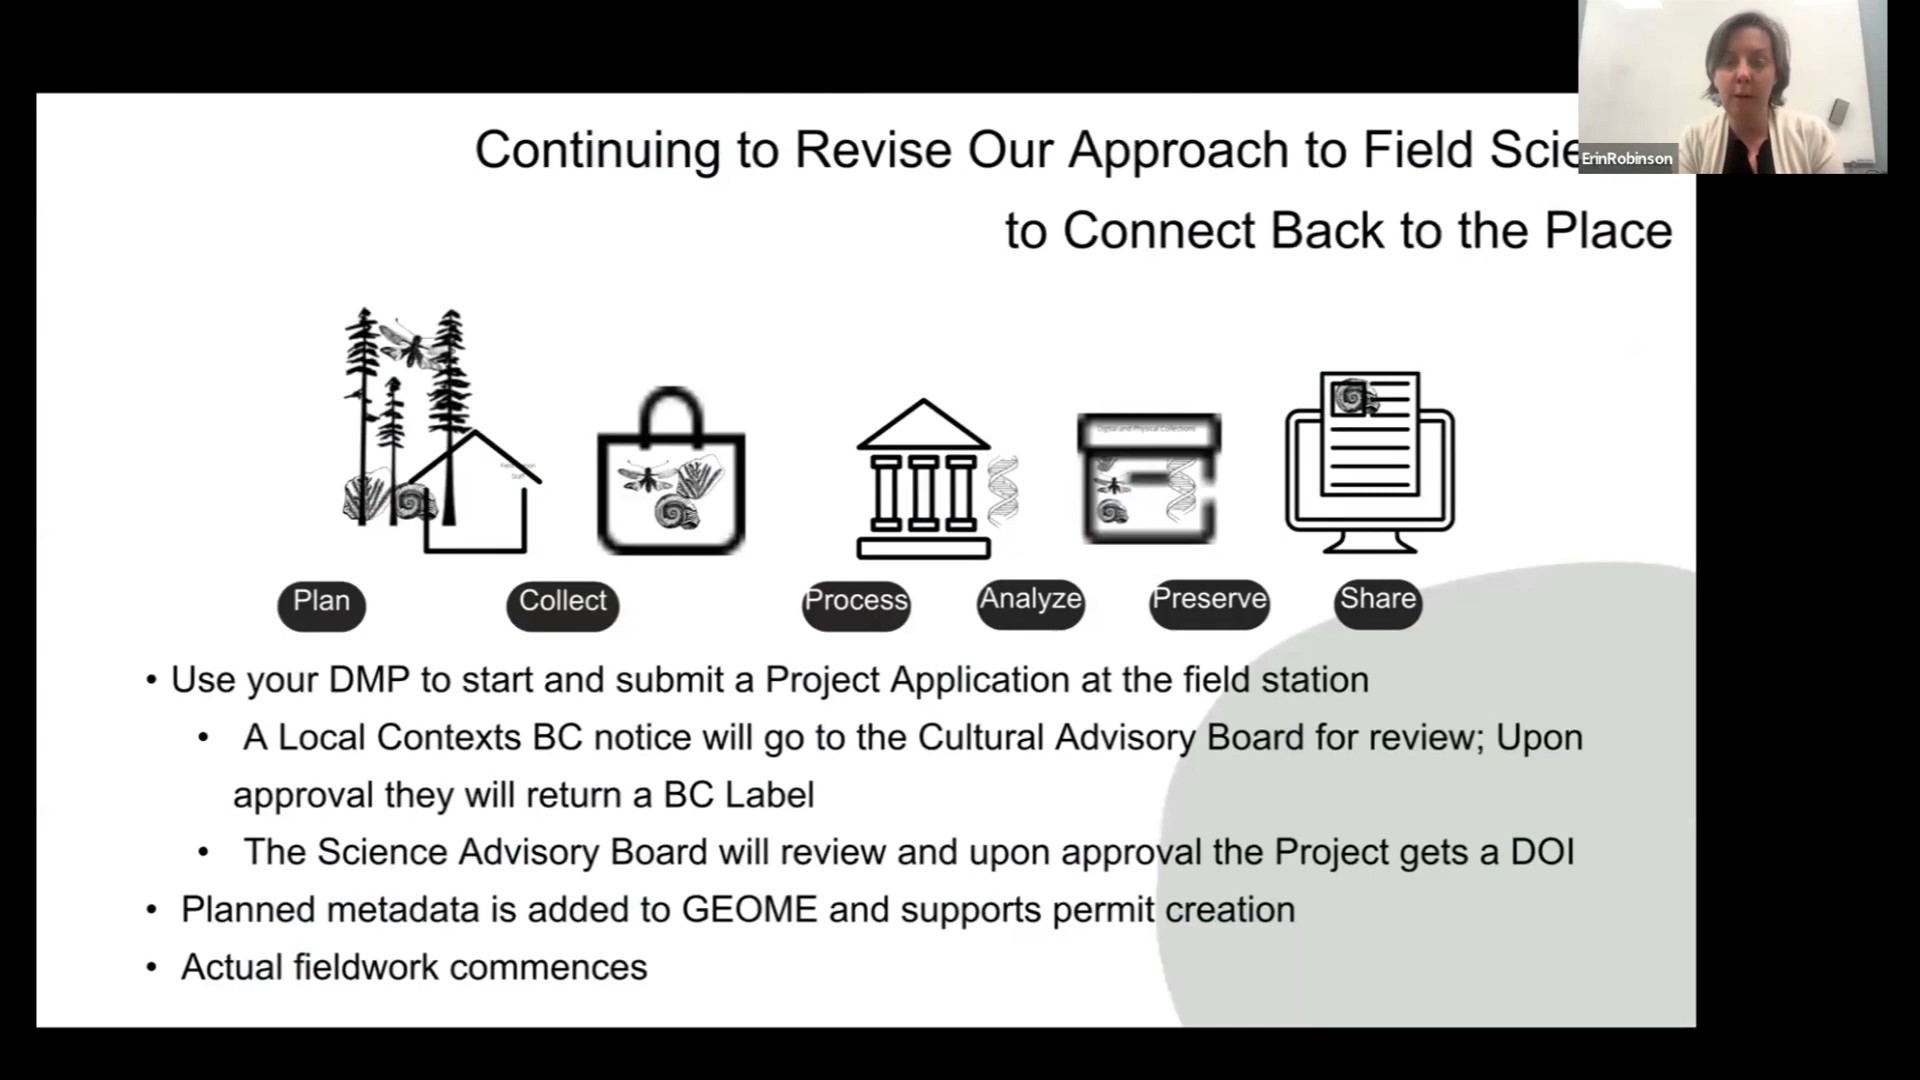 Continuing to Revise Our Approach to Field Scie
ErinRobinson
to Connect Back to the Place
Digital and Physical Collections
Plan
Collect
Process
Analyze
Preserve
Share
• Use your DMP to start and submit a Project Application at the field station
• A Local Contexts BC notice will go to the Cultural Advisory Board for review; Upon
approval they will return a BC Label
• The Science Advisory Board will review and upon approval the Project gets a DOI
• Planned metadata is added to GEOME and supports permit creation
• Actual fieldwork commences